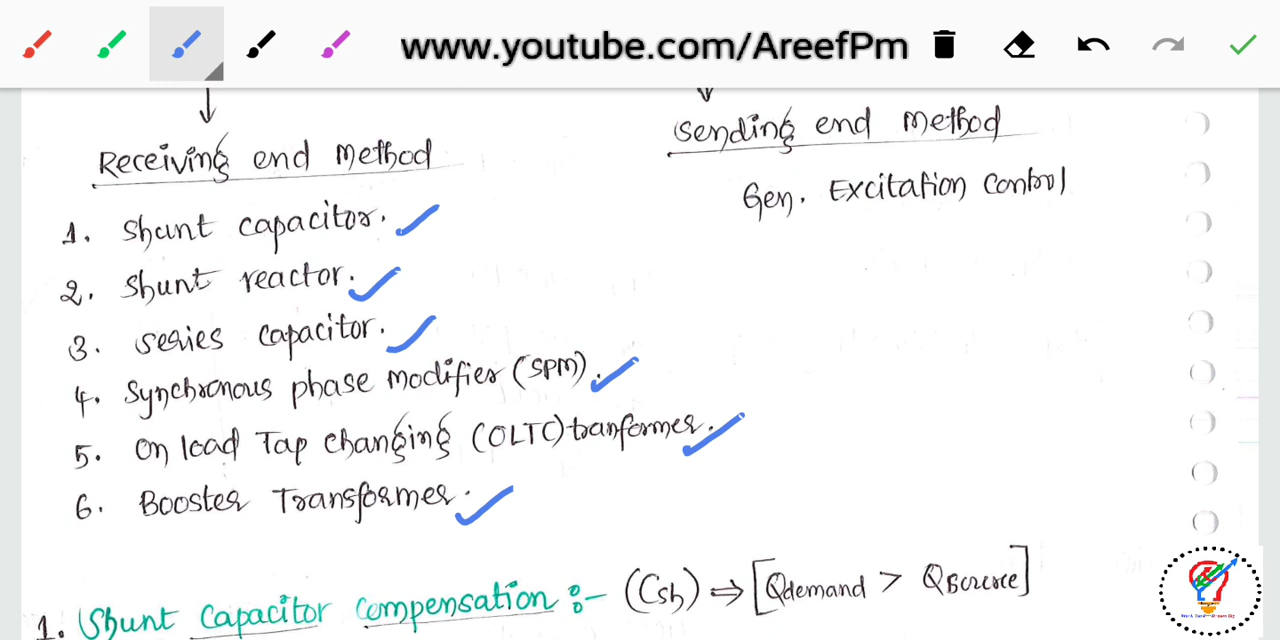 www.youtube.com/AreefPm
Receiving end Method
1. Shunt capacitor.
2. Shunt reactor.
3. Series capacitor.
4. Synchronous phase modifier (SPM).
5. On load Tap changing (OLTC) tranformer.
6. Booster Transformer.
Sending end Method
Gen. Excitation Control
1. Shunt capacitor compensation :- (Csh) ⇒ [Qdemand > Qsource]